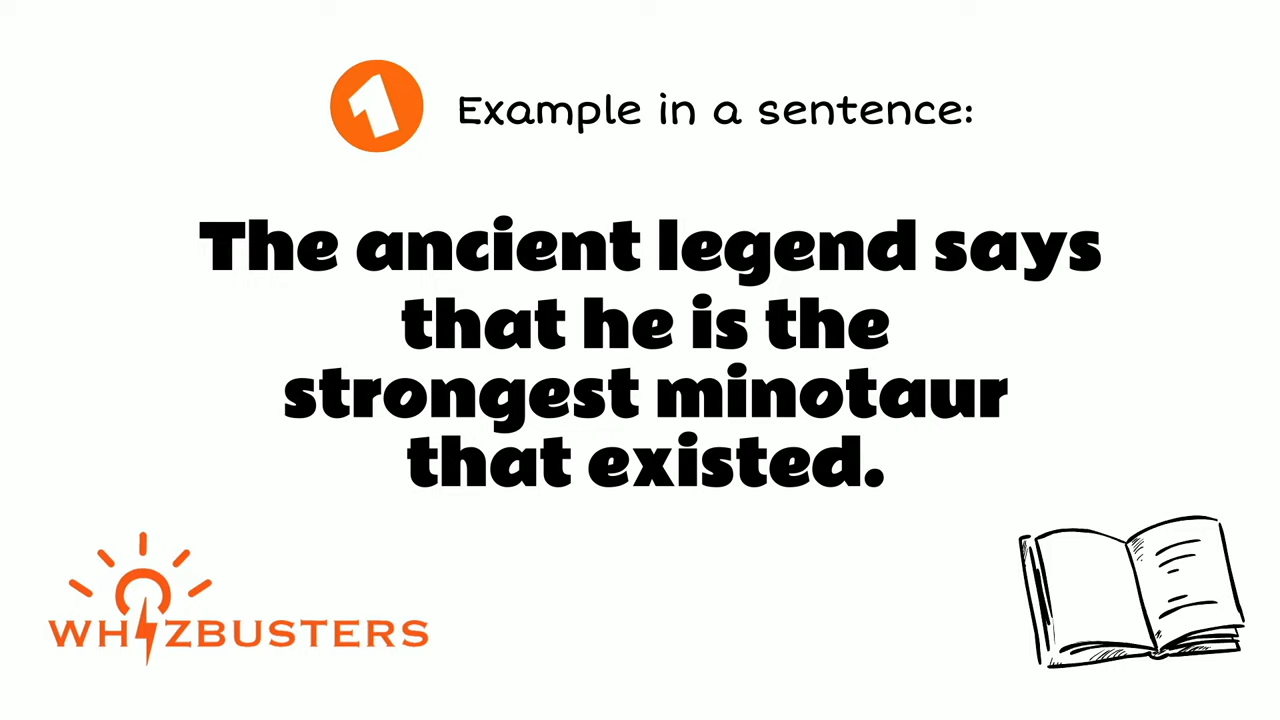 1 Example in a sentence:
The ancient legend says
that he is the
strongest minotaur
that existed.
WHIZBUSTERS